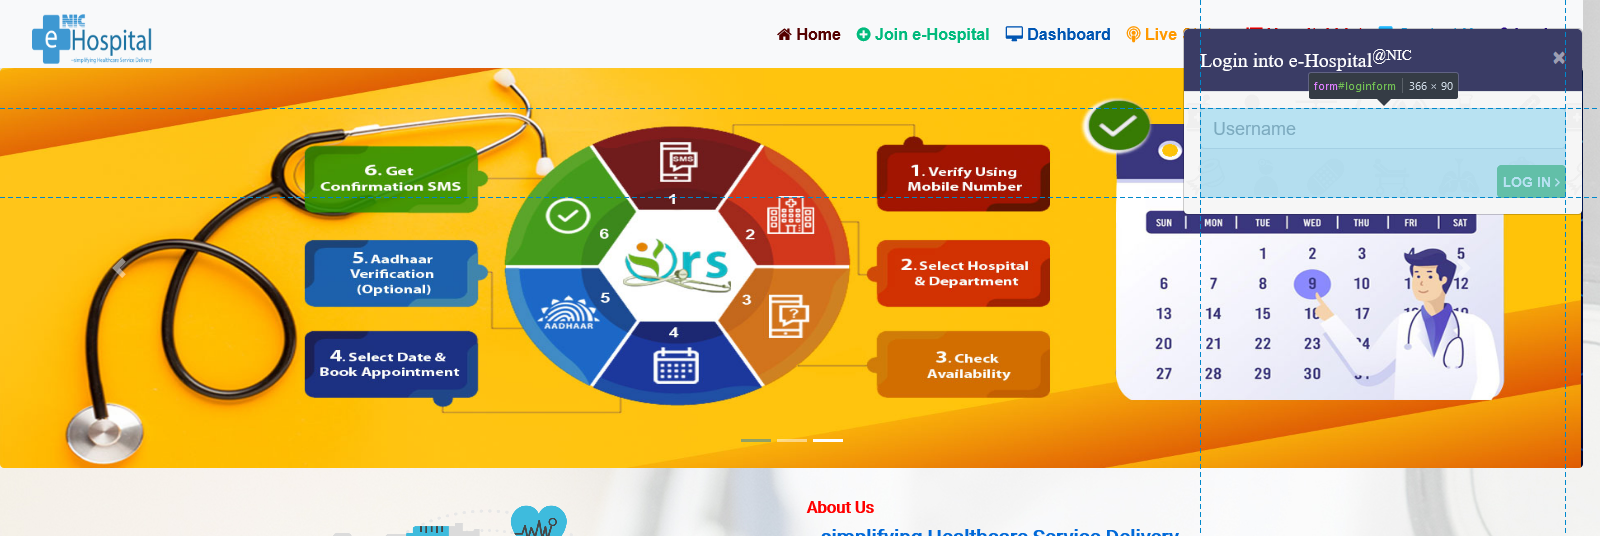 NIC
e Hospital
-simplifying Healthcare Service Delivery
Home
Join e-Hospital
Dashboard
Live
Login into e-Hospital@NIC
×
form#loginform 366 × 90
Username
LOG IN
6. Get
Confirmation SMS
5. Aadhaar
Verification
(Optional)
4. Select Date &
Book Appointment
SMS
1
2
3
4
5
6
?
AADHAAR
ors
1. Verify Using
Mobile Number
2. Select Hospital
& Department
3. Check
Availability
SUN MON TUE WED THU FRI SAT
1 2 3 4 5
6 7 8 9 10 12
13 14 15 16 17
20 21 22 23
27 28 29 30
About Us
simplifying Healthcare Service Delivery